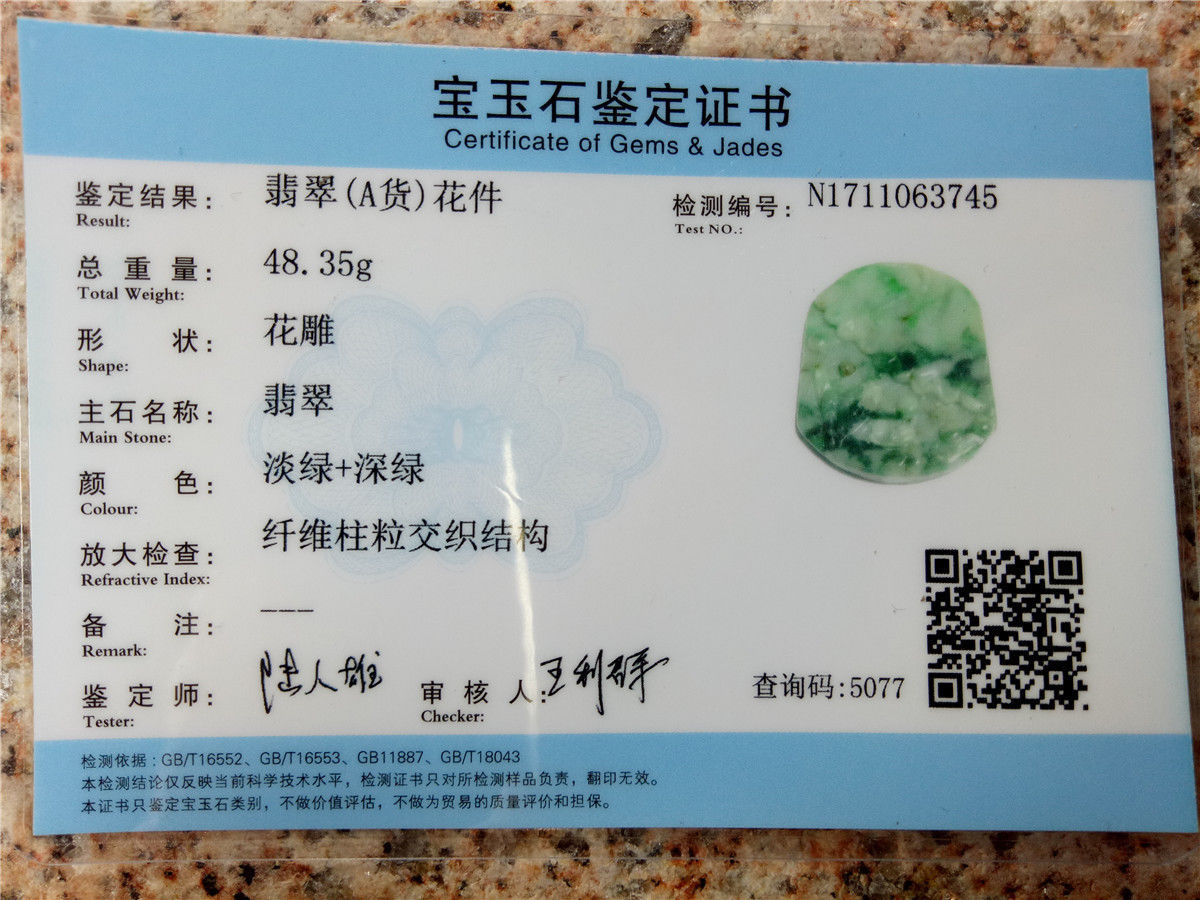 宝玉石鉴定证书
Certificate of Gems & Jades
鉴定结果: 翡翠(A货)花件
Result:
检测编号: N1711063745
Test NO.:
总重量: 48.35g
Total Weight:
形状: 花雕
Shape:
主石名称: 翡翠
Main Stone:
颜色: 淡绿+深绿
Colour:
放大检查: 纤维柱粒交织结构
Refractive Index:
备注: ---
Remark:
鉴定师: 陆人雄
Tester:
审核人: 王利群
Checker:
查询码:5077
检测依据:GB/T16552、GB/T16553、GB11887、GB/T18043
本检测结论仅反映当前科学技术水平，检测证书只对所检测样品负责，翻印无效。
本证书只鉴定宝玉石类别，不做价值评估，不做为贸易的质量评价和担保。